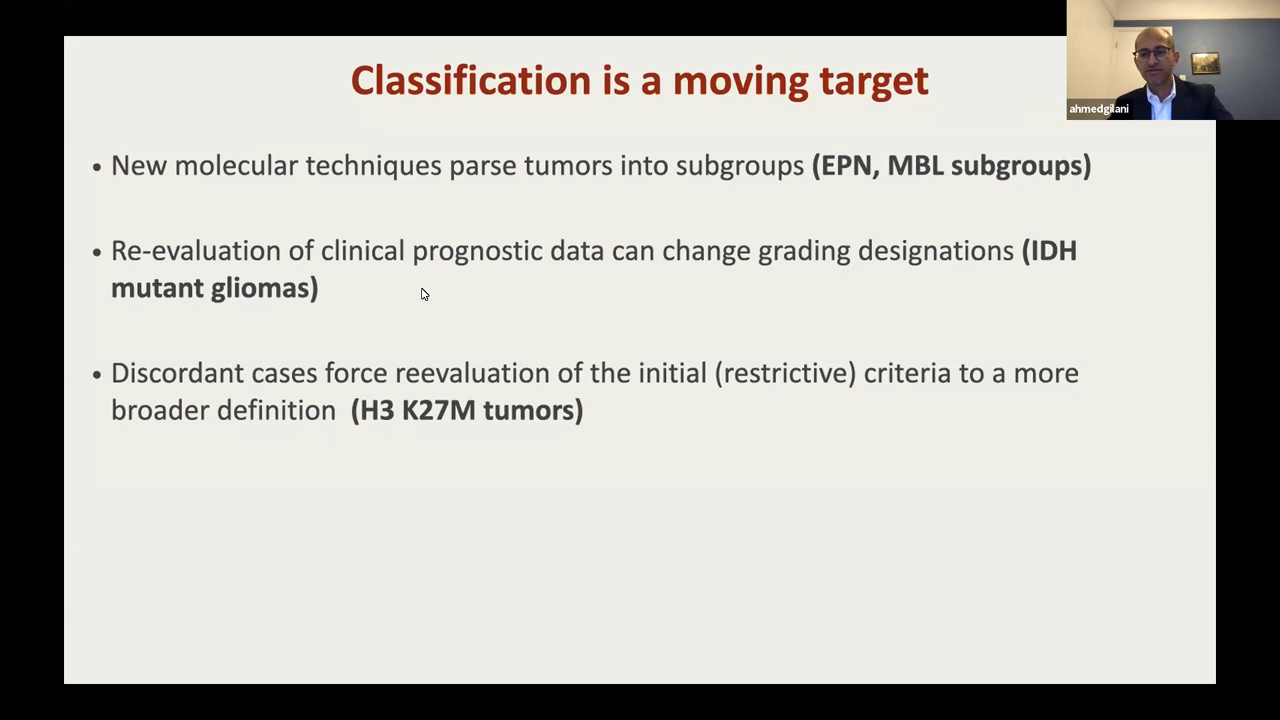 Classification is a moving target
ahmedgilani
• New molecular techniques parse tumors into subgroups (EPN, MBL subgroups)
• Re-evaluation of clinical prognostic data can change grading designations (IDH
mutant gliomas)
• Discordant cases force reevaluation of the initial (restrictive) criteria to a more
broader definition (H3 K27M tumors)